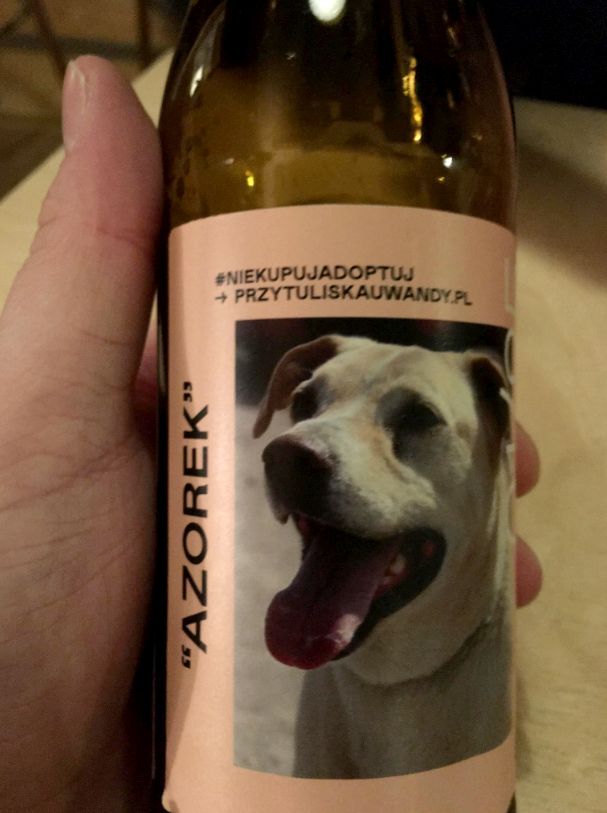 #NIEKUPUJADOPTUJ
→ PRZYTULISKAUWANDY.PL
“AZOREK”